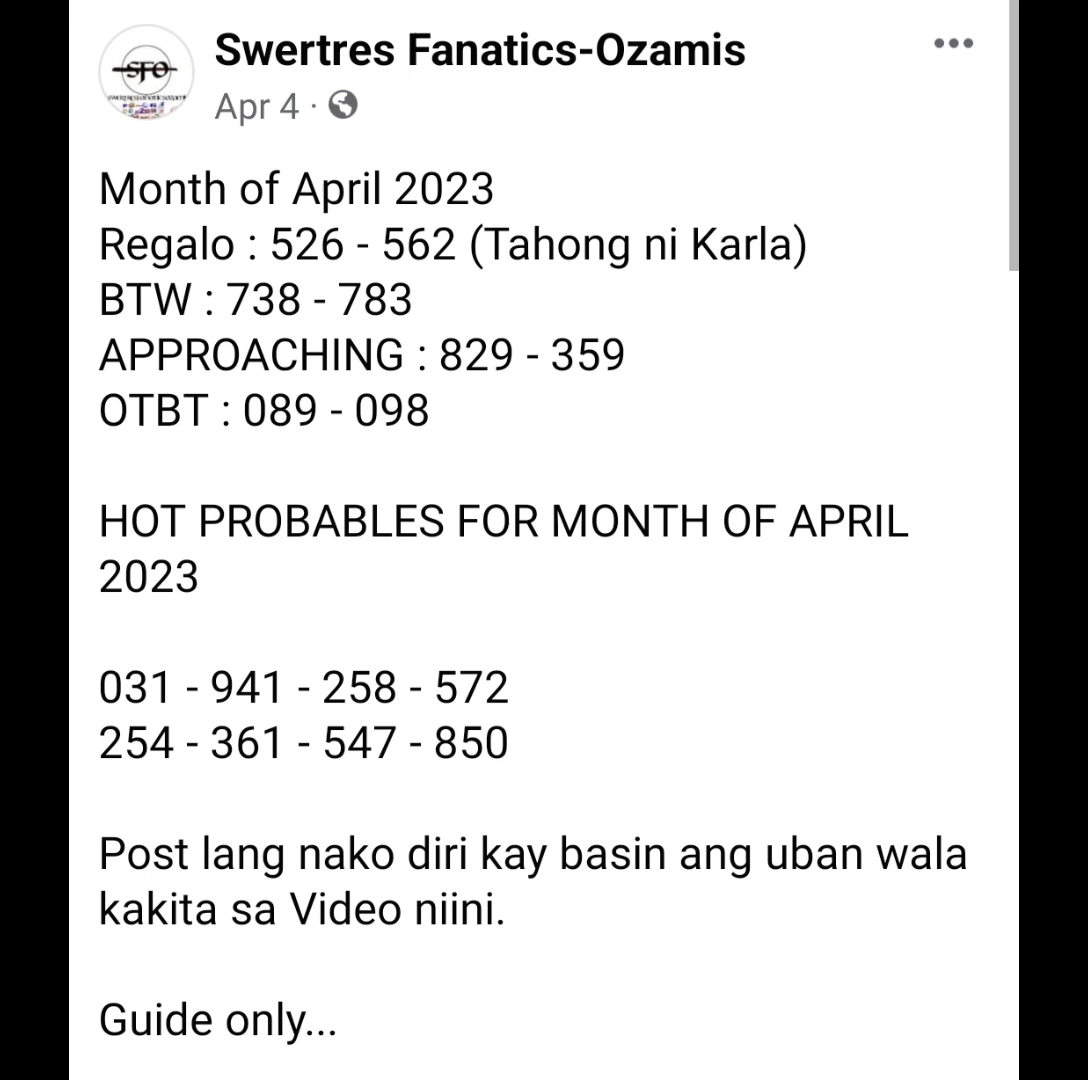 SFO
Swertres Fanatics-Ozamis
Apr 4 ·
Month of April 2023
Regalo : 526 - 562 (Tahong ni Karla)
BTW : 738 - 783
APPROACHING : 829 - 359
OTBT : 089 - 098
HOT PROBABLES FOR MONTH OF APRIL
2023
031 - 941 - 258 - 572
254 - 361 - 547 - 850
Post lang nako diri kay basin ang uban wala
kakita sa Video niini.
Guide only...